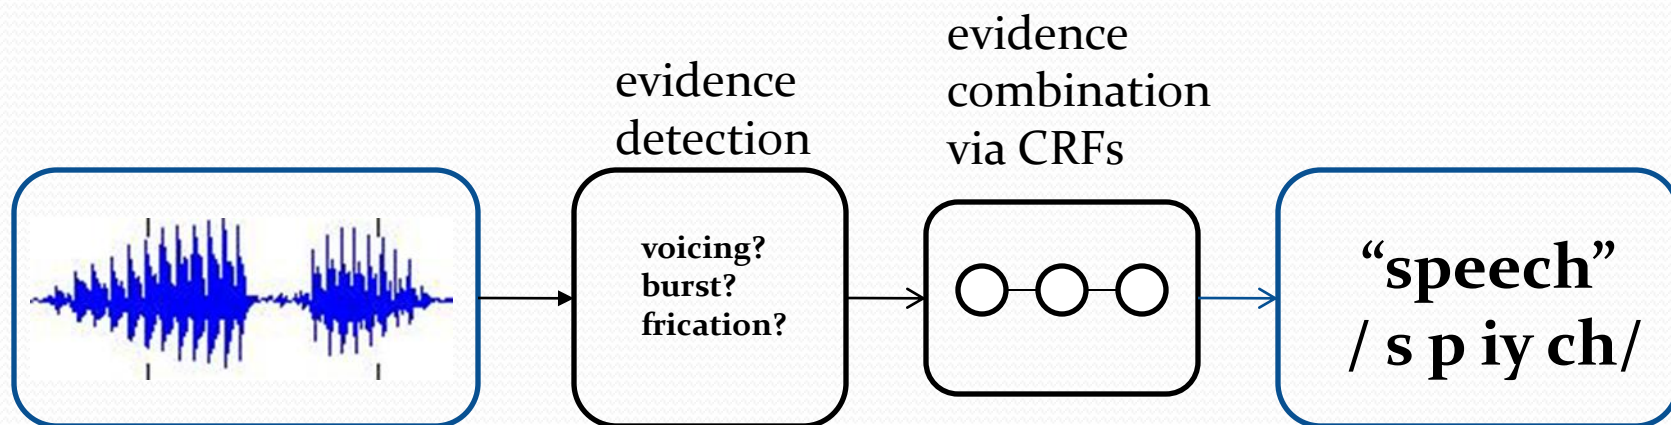 evidence
detection
evidence
combination
via CRFs
voicing?
burst?
frication?
“speech”
/ s p iy ch/